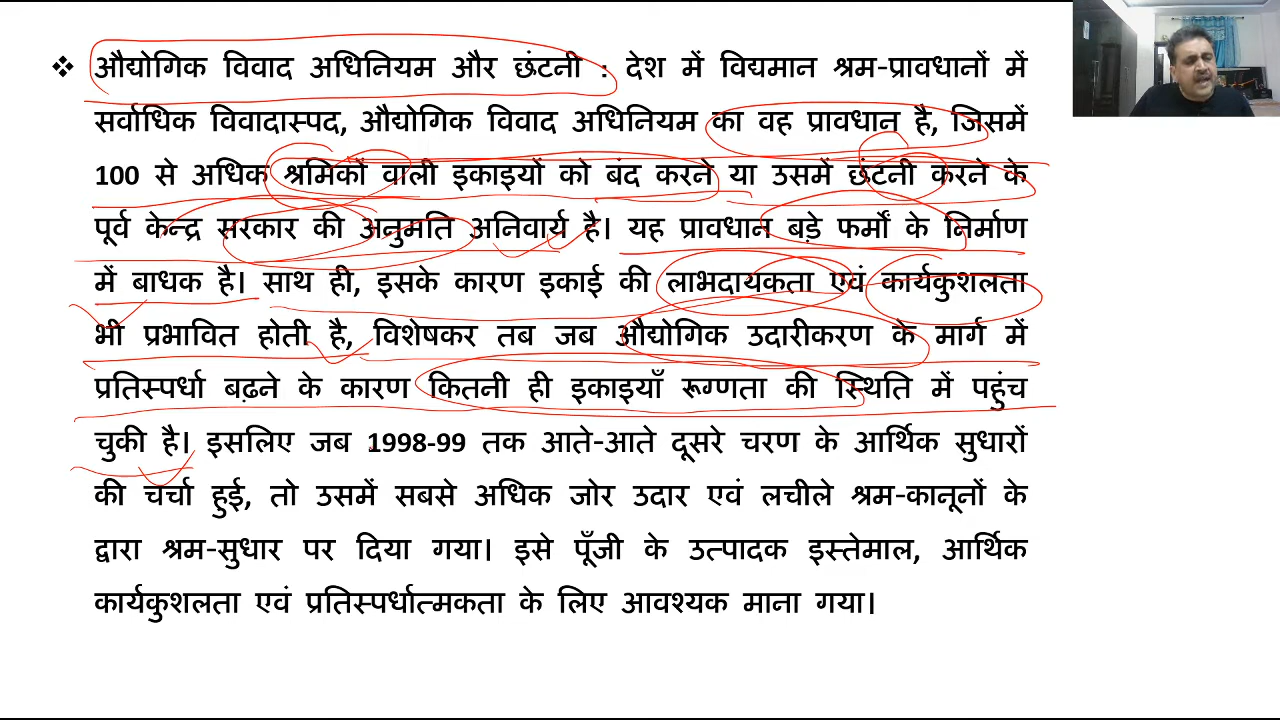 ❖ औद्योगिक विवाद अधिनियम और छंटनी : देश में विद्यमान श्रम-प्रावधानों में
सर्वाधिक विवादास्पद, औद्योगिक विवाद अधिनियम का वह प्रावधान है, जिसमें
100 से अधिक श्रमिकों वाली इकाइयों को बंद करने या उसमें छंटनी करने के
पूर्व केन्द्र सरकार की अनुमति अनिवार्य है। यह प्रावधान बड़े फर्मों के निर्माण
में बाधक है। साथ ही, इसके कारण इकाई की लाभदायकता एवं कार्यकुशलता
भी प्रभावित होती है, विशेषकर तब जब औद्योगिक उदारीकरण के मार्ग में
प्रतिस्पर्धा बढ़ने के कारण कितनी ही इकाइयाँ रूग्णता की स्थिति में पहुंच
चुकी है। इसलिए जब 1998-99 तक आते-आते दूसरे चरण के आर्थिक सुधारों
की चर्चा हुई, तो उसमें सबसे अधिक जोर उदार एवं लचीले श्रम-कानूनों के
द्वारा श्रम-सुधार पर दिया गया। इसे पूँजी के उत्पादक इस्तेमाल, आर्थिक
कार्यकुशलता एवं प्रतिस्पर्धात्मकता के लिए आवश्यक माना गया।